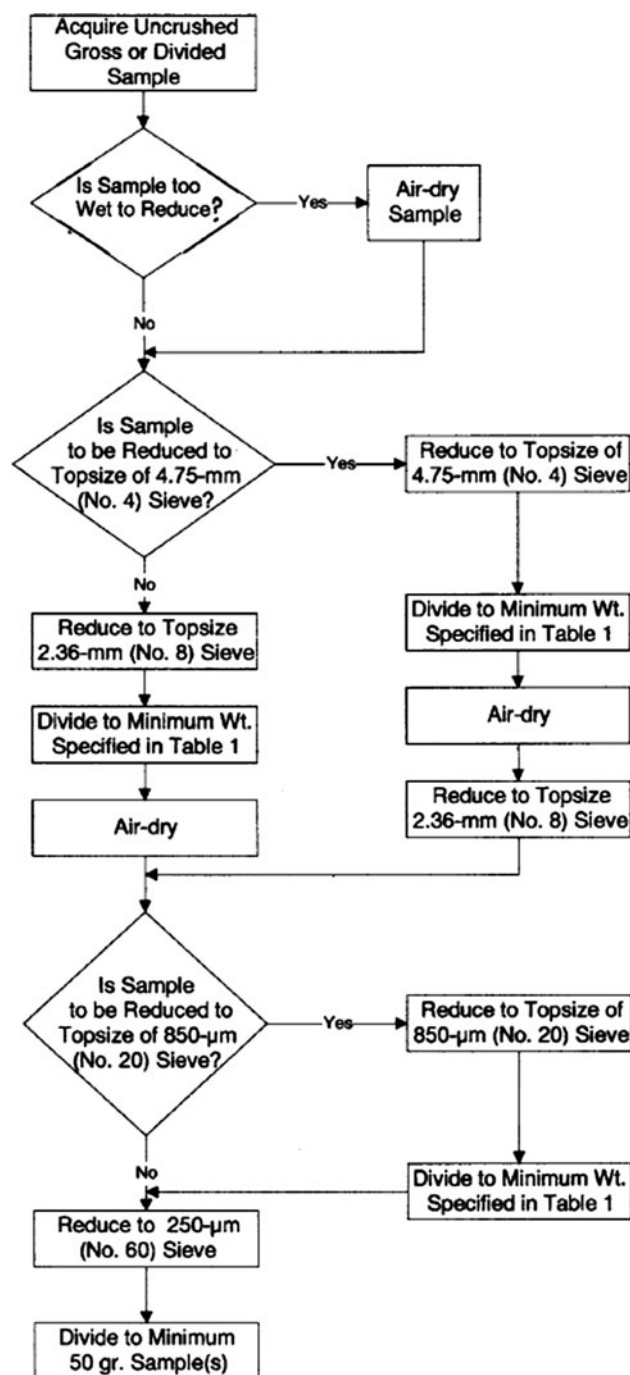 Acquire Uncrushed
Gross or Divided
Sample
Is Sample too
Wet to Reduce?
Yes
Air-dry
Sample
No
Is Sample
to be Reduced to
Topsize of 4.75-mm
(No. 4) Sieve?
Yes
Reduce to Topsize of
4.75-mm (No. 4) Sieve
No
Divide to Minimum Wt.
Specified in Table 1
Reduce to Topsize
2.36-mm (No. 8) Sieve
Air-dry
Divide to Minimum Wt.
Specified in Table 1
Reduce to Topsize
2.36-mm (No. 8) Sieve
Air-dry
Is Sample
to be Reduced to
Topsize of 850-µm
(No. 20) Sieve?
Yes
Reduce to Topsize of
850-µm (No. 20) Sieve
No
Divide to Minimum Wt.
Specified in Table 1
Reduce to 250-µm
(No. 60) Sieve
Divide to Minimum
50 gr. Sample(s)